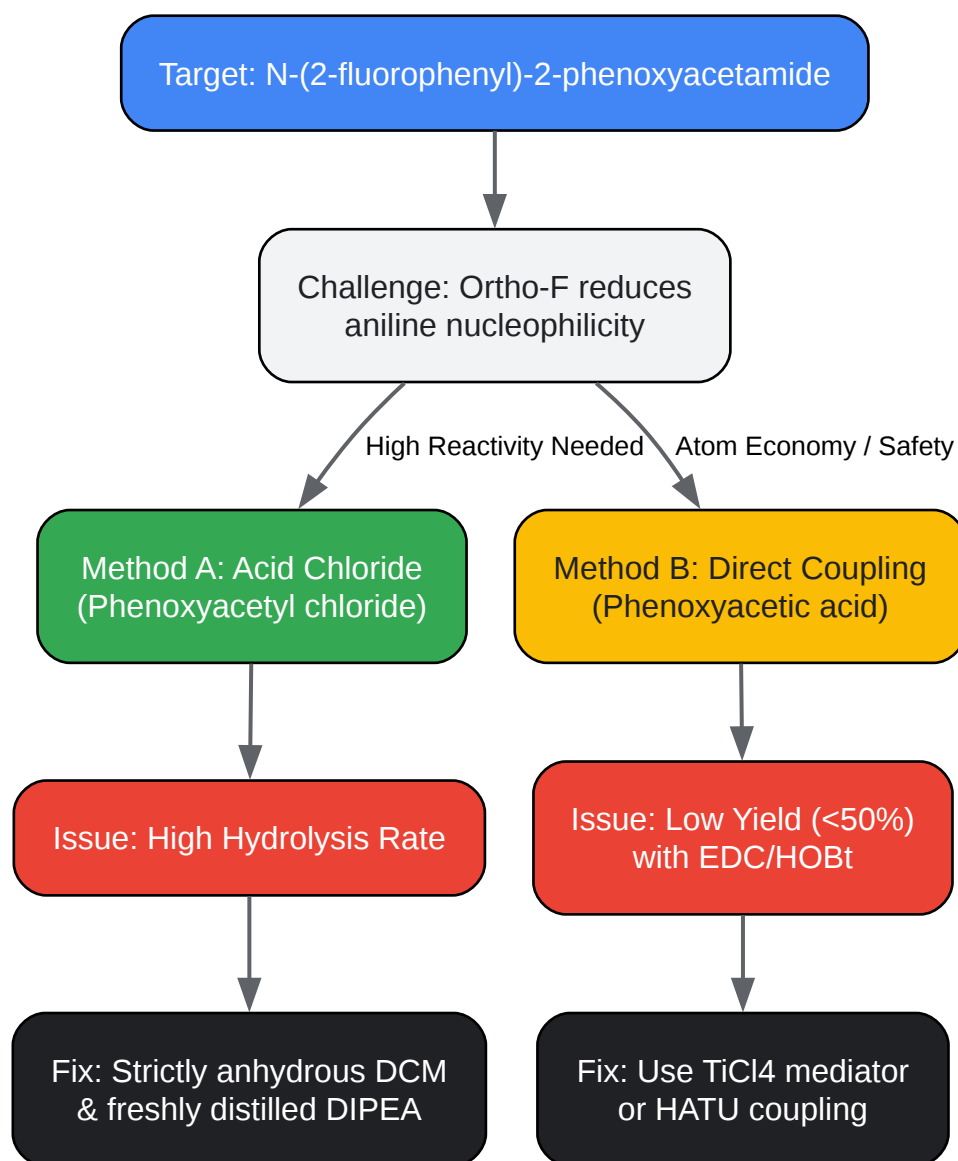 Target: N-(2-fluorophenyl)-2-phenoxyacetamide
Challenge: Ortho-F reduces
aniline nucleophilicity
High Reactivity Needed
Atom Economy / Safety
Method A: Acid Chloride
(Phenoxyacetyl chloride)
Method B: Direct Coupling
(Phenoxyacetic acid)
Issue: High Hydrolysis Rate
Issue: Low Yield (<50%)
with EDC/HOBt
Fix: Strictly anhydrous DCM
& freshly distilled DIPEA
Fix: Use TiCl4 mediator
or HATU coupling